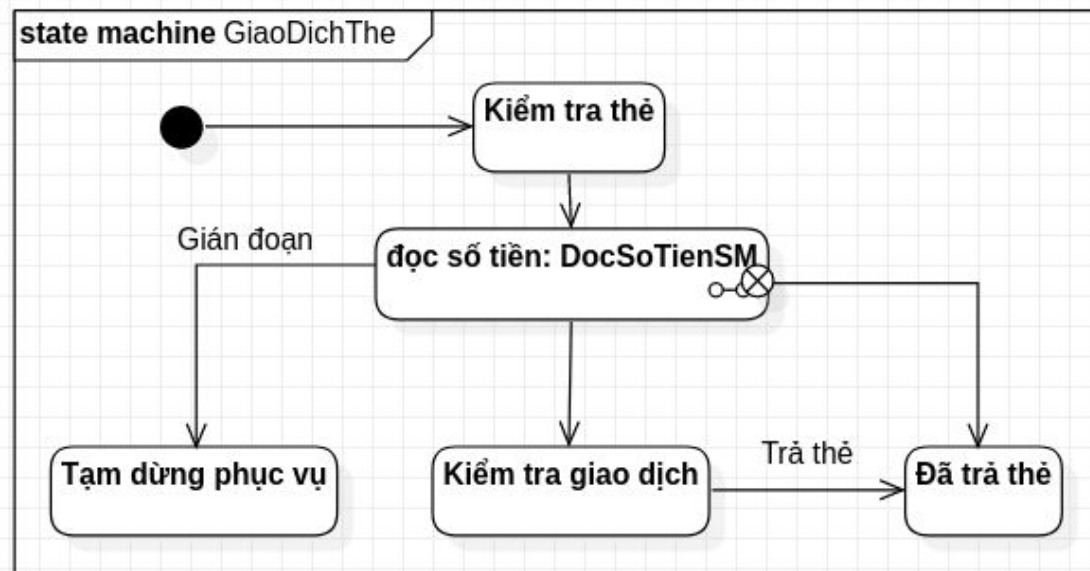 state machine GiaoDichThe
Kiểm tra thẻ
Gián đoạn
đọc số tiền: DocSoTienSM
Tạm dừng phục vụ
Kiểm tra giao dịch
Trả thẻ
Đã trả thẻ